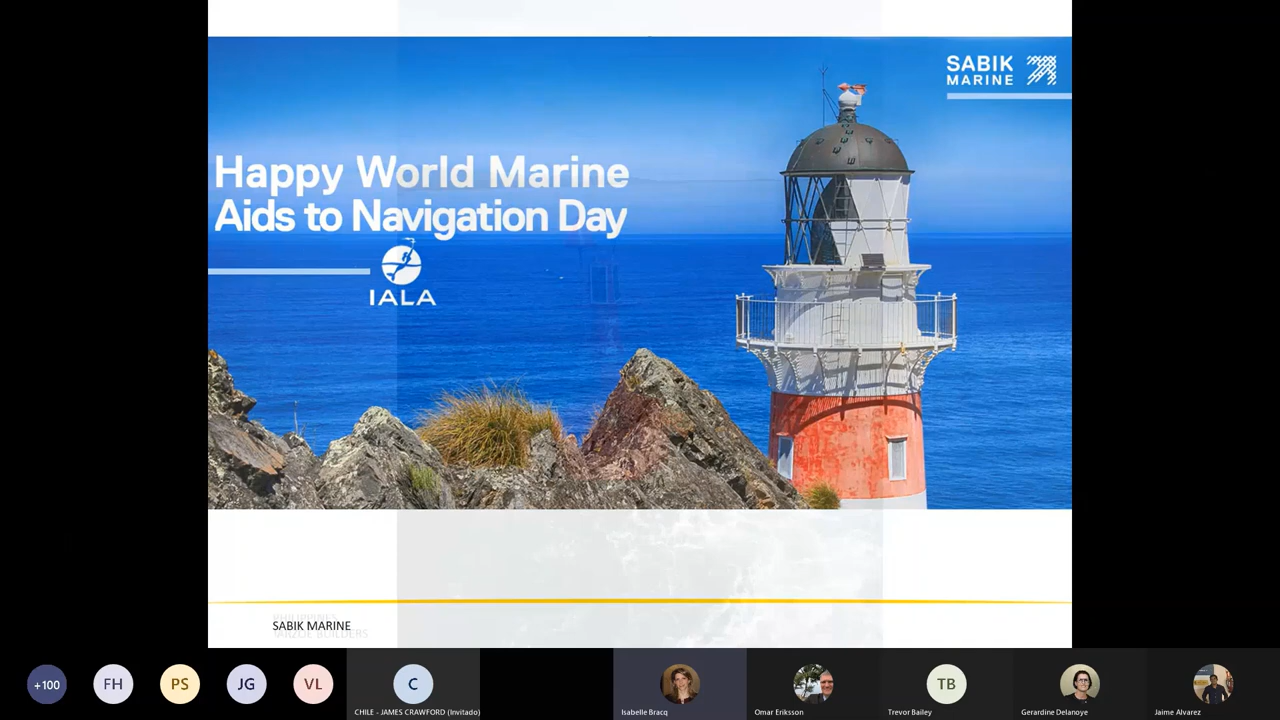 SABIK
MARINE
Happy World Marine
Aids to Navigation Day
IALA
SABIK MARINE
+100
FH
PS
JG
VL
C
TB
CHILE - JAMES CRAWFORD (Invitado)
Isabelle Bracq
Omar Eriksson
Trevor Bailey
Gerardine Delanoye
Jaime Alvarez